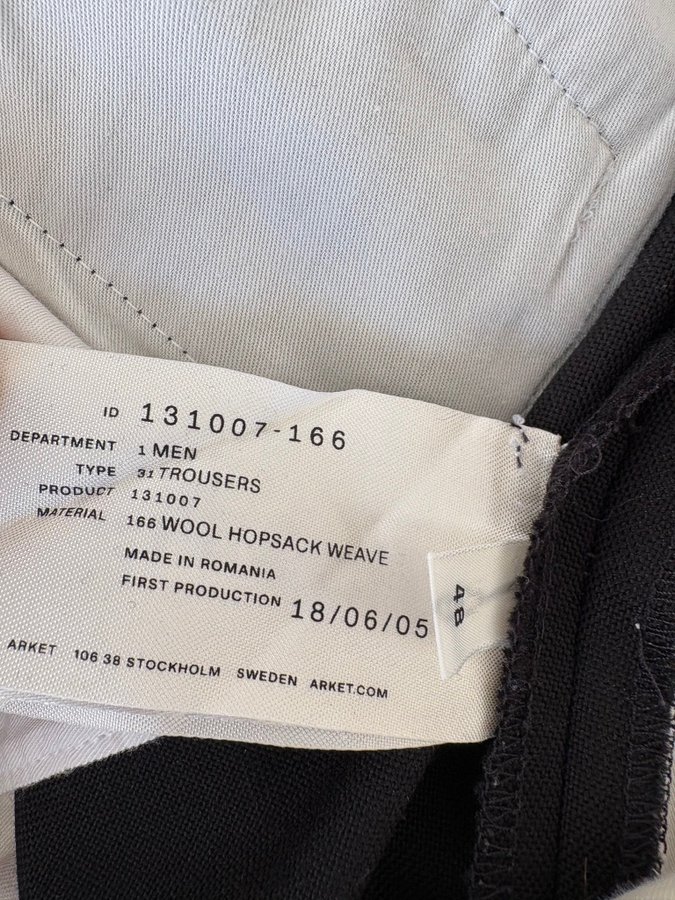 ID 131007-166
DEPARTMENT 1 MEN
TYPE 31 TROUSERS
PRODUCT 131007
MATERIAL 166 WOOL HOPSACK WEAVE
MADE IN ROMANIA
FIRST PRODUCTION 18/06/05
48
ARKET 106 38 STOCKHOLM SWEDEN ARKET.COM